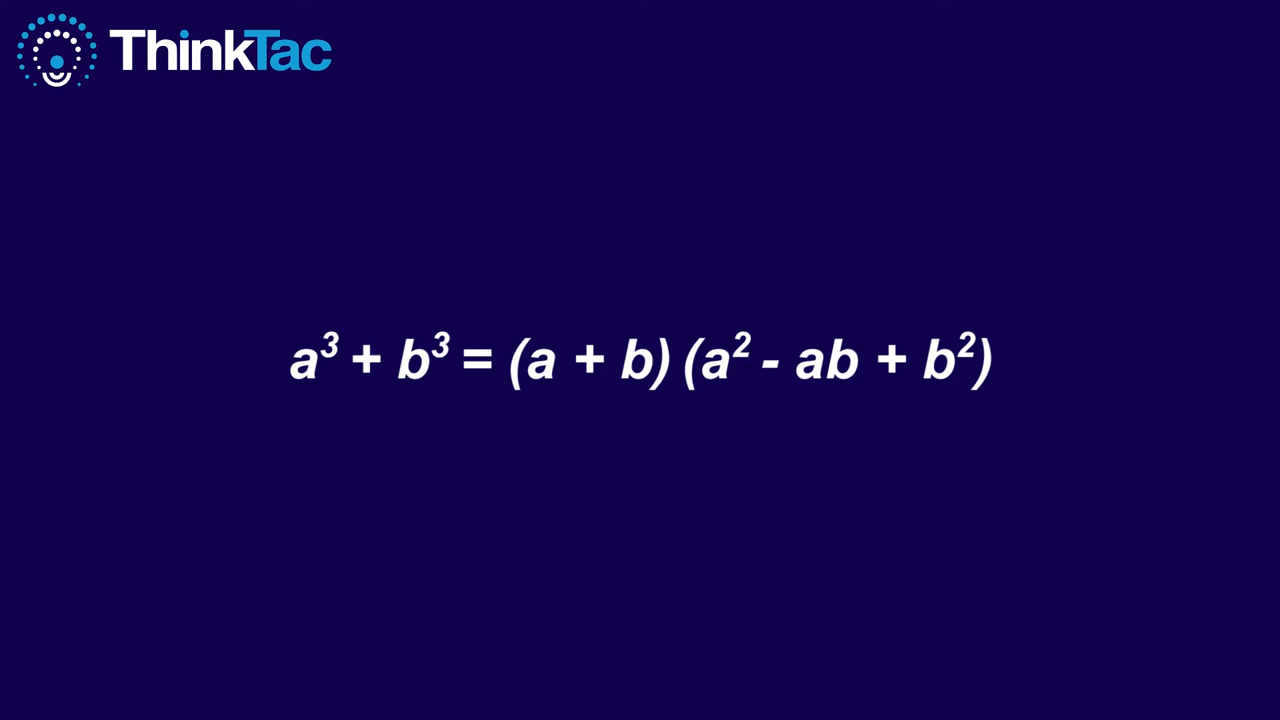 ThinkTac
a³ + b³ = (a + b) (a² - ab + b²)